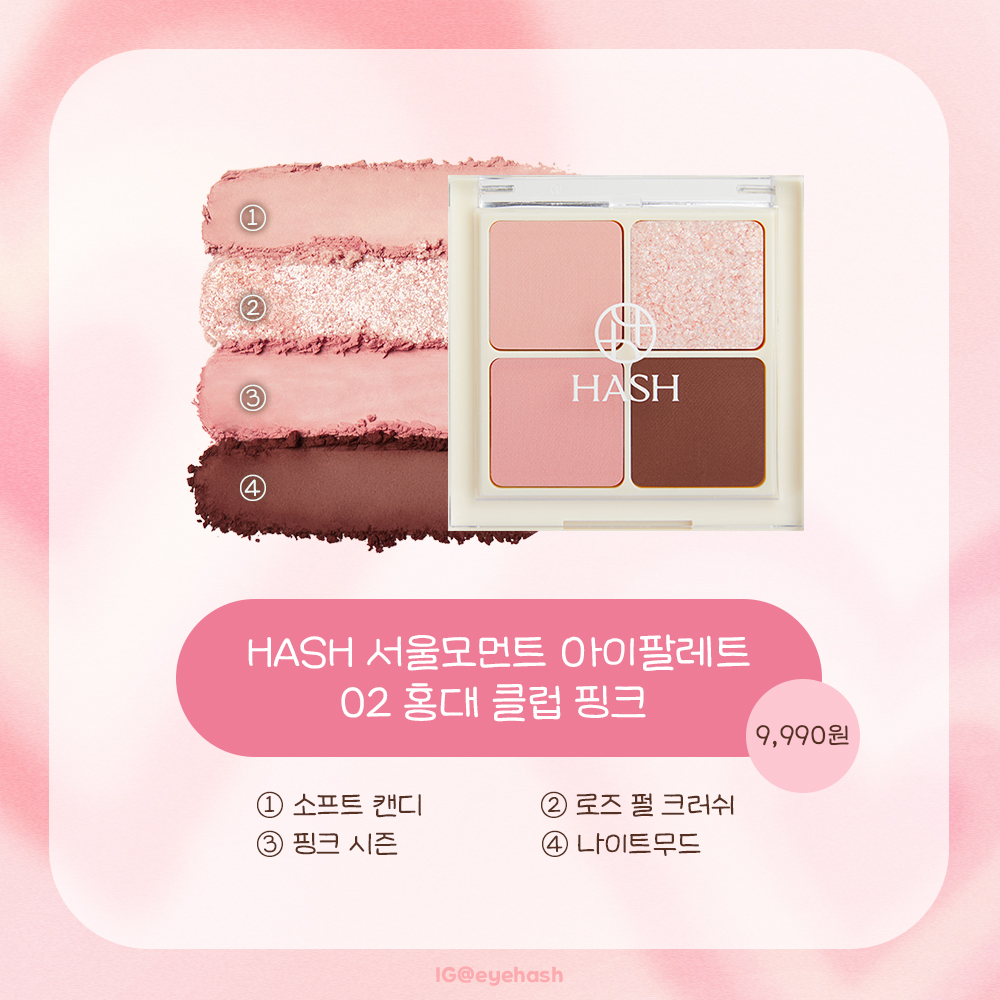 ①
②
③
④
HASH
HASH 서울모먼트 아이팔레트
02 홍대 클럽 핑크
9,990원
① 소프트 캔디
② 로즈 펄 크러쉬
③ 핑크 시즌
④ 나이트무드
IG@eyehash